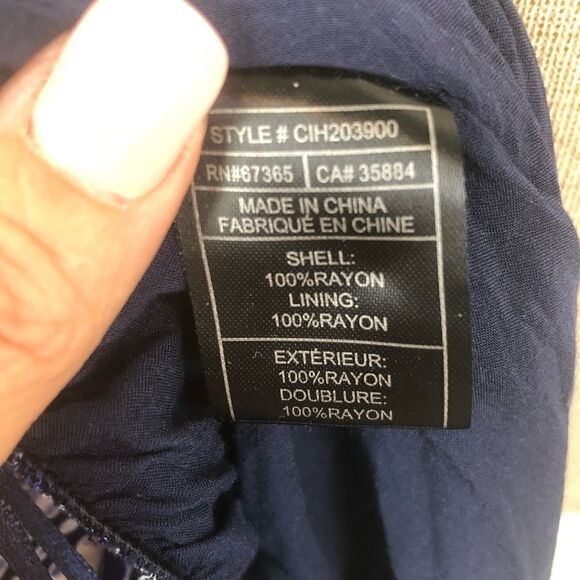 STYLE # CIH203900
RN#67365 CA# 35884
MADE IN CHINA
FABRIQUÉ EN CHINE
SHELL:
100%RAYON
LINING:
100%RAYON
EXTÉRIEUR:
100%RAYON
DOUBLURE:
100%RAYON